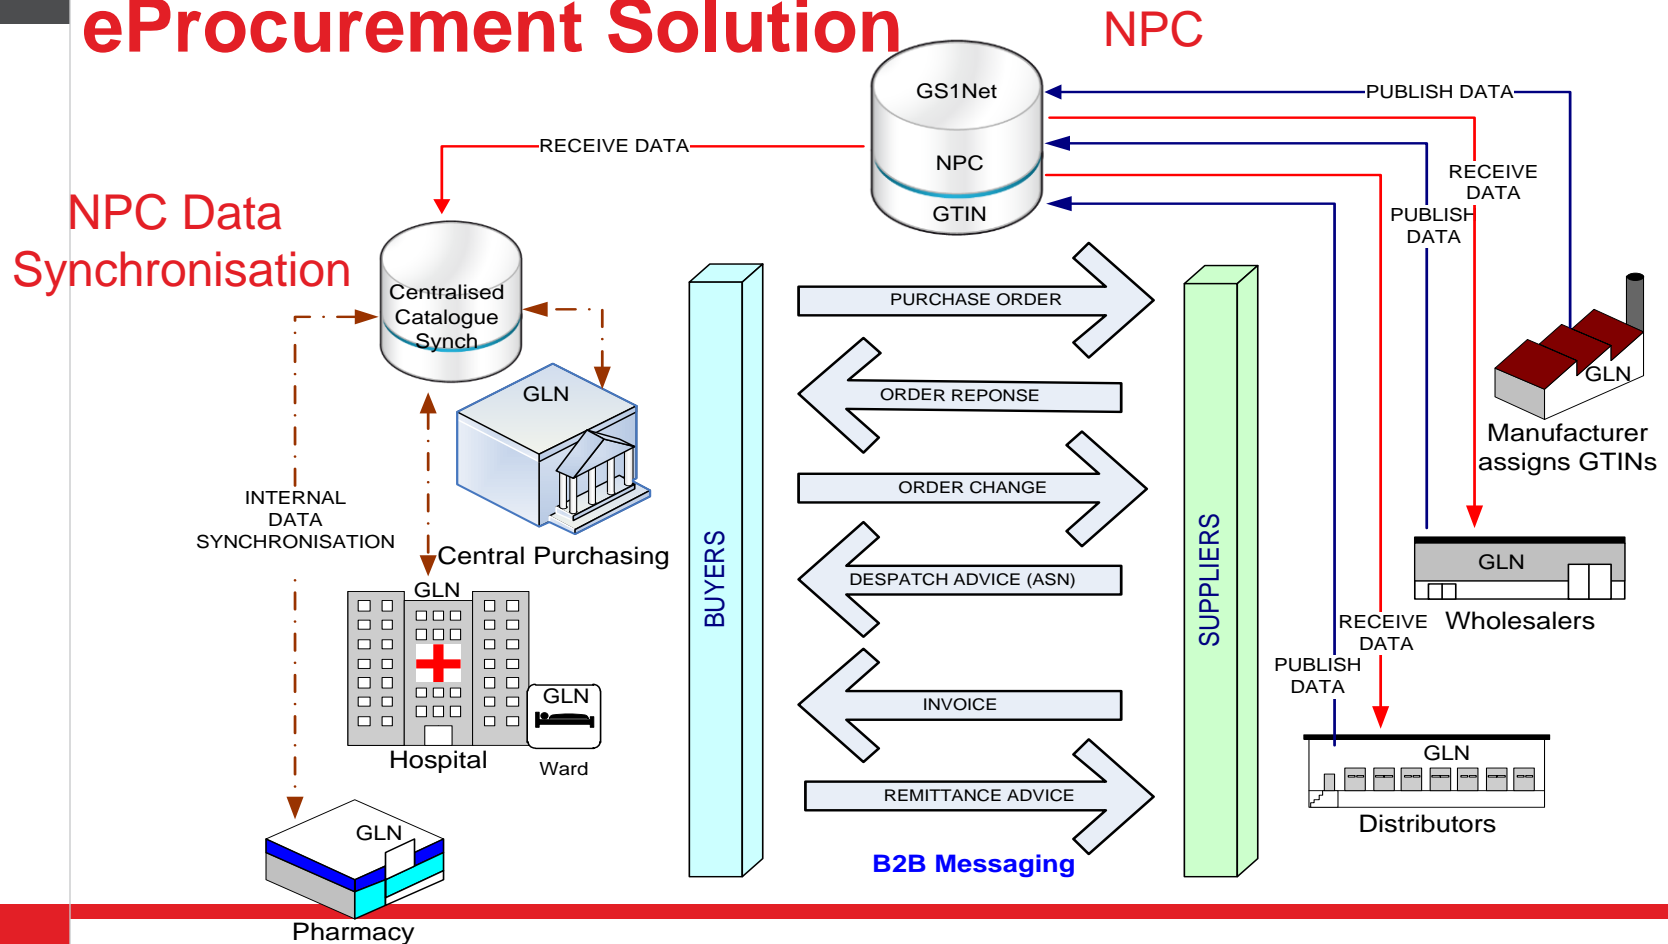 eProcurement Solution
NPC
GS1Net
NPC
GTIN
PUBLISH DATA
RECEIVE DATA
RECEIVE
DATA
PUBLISH
DATA
NPC Data
Synchronisation
Centralised
Catalogue
Synch
GLN
Central Purchasing
INTERNAL
DATA
SYNCHRONISATION
GLN
Hospital
GLN
Ward
GLN
Pharmacy
BUYERS
PURCHASE ORDER
ORDER REPONSE
ORDER CHANGE
DESPATCH ADVICE (ASN)
INVOICE
REMITTANCE ADVICE
B2B Messaging
SUPPLIERS
GLN
Manufacturer
assigns GTINs
GLN
Wholesalers
RECEIVE
DATA
PUBLISH
DATA
GLN
Distributors